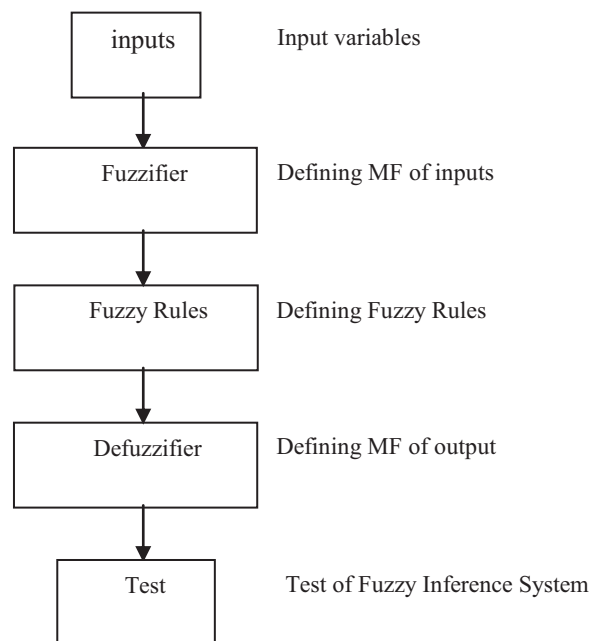 inputs
Input variables
Fuzzifier
Defining MF of inputs
Fuzzy Rules
Defining Fuzzy Rules
Defuzzifier
Defining MF of output
Test
Test of Fuzzy Inference System